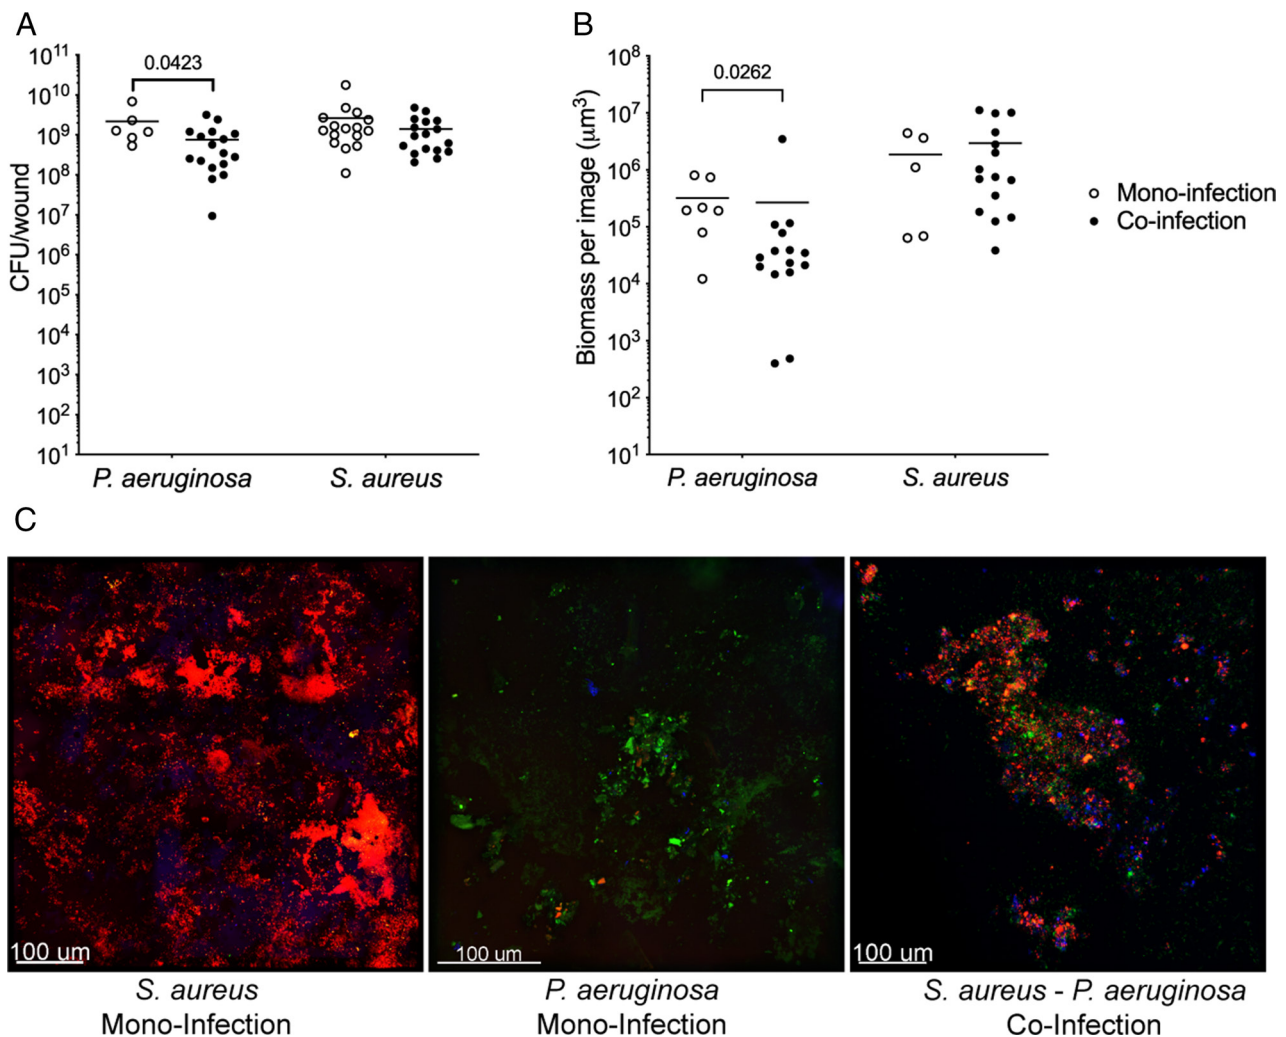 A
CFU/wound
10¹¹
10¹⁰
10⁹
10⁸
10⁷
10⁶
10⁵
10⁴
10³
10²
10¹
0.0423
P. aeruginosa
S. aureus
B
Biomass per image (μm³)
10⁸
10⁷
10⁶
10⁵
10⁴
10³
10²
10¹
0.0262
P. aeruginosa
S. aureus
Mono-infection
Co-infection
C
100 um
100 um
100 um
S. aureus
Mono-Infection
P. aeruginosa
Mono-Infection
S. aureus - P. aeruginosa
Co-Infection